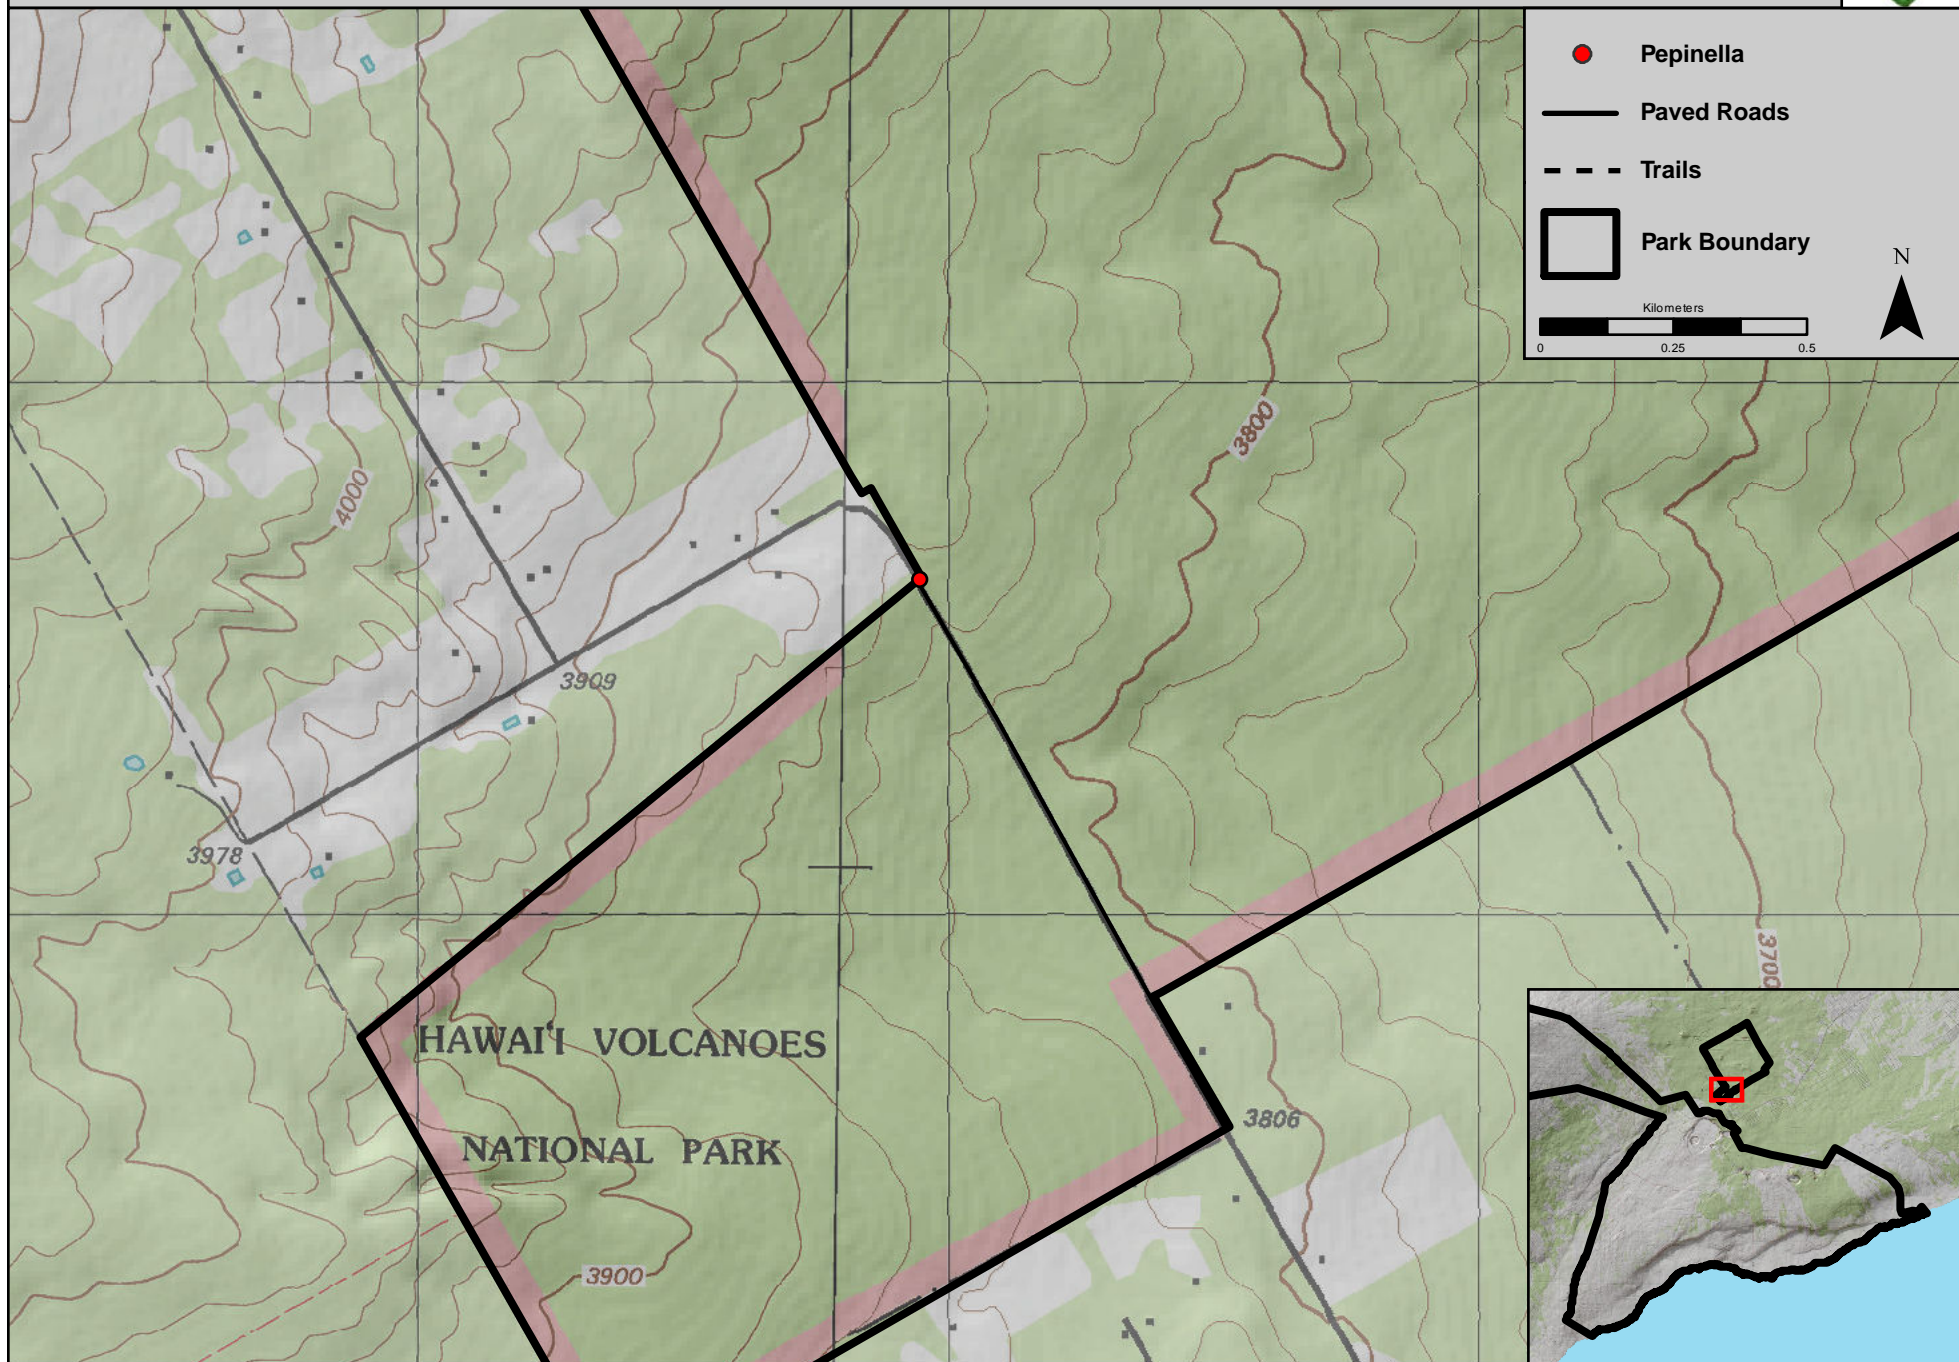 Pepinella
Paved Roads
Trails
Park Boundary
N
Kilometers
0 0.25 0.5
3800
4000
3909
3978
3700
HAWAI'I VOLCANOES
NATIONAL PARK
3806
3900